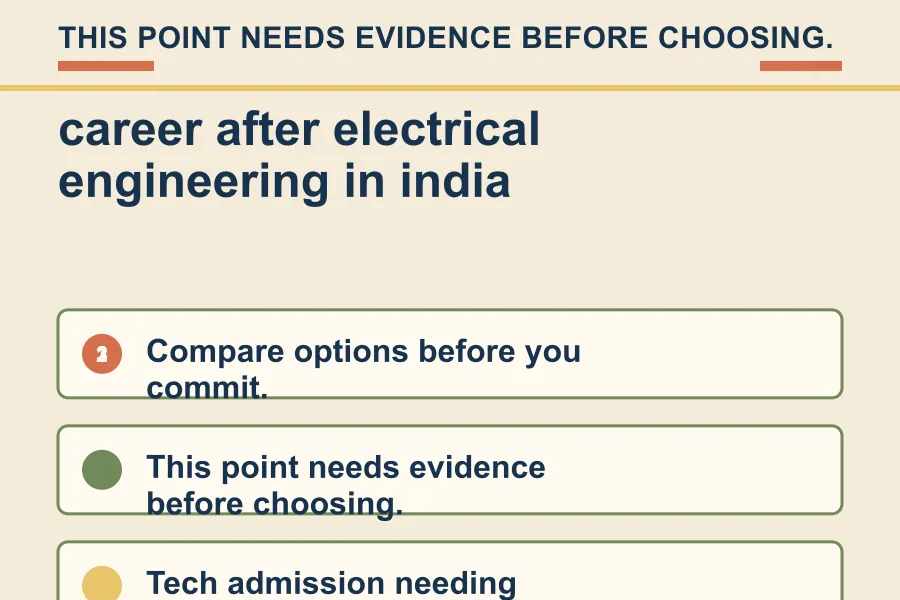 THIS POINT NEEDS EVIDENCE BEFORE CHOOSING.
career after electrical
engineering in india
Compare options before you
commit.
This point needs evidence
before choosing.
Tech admission needing